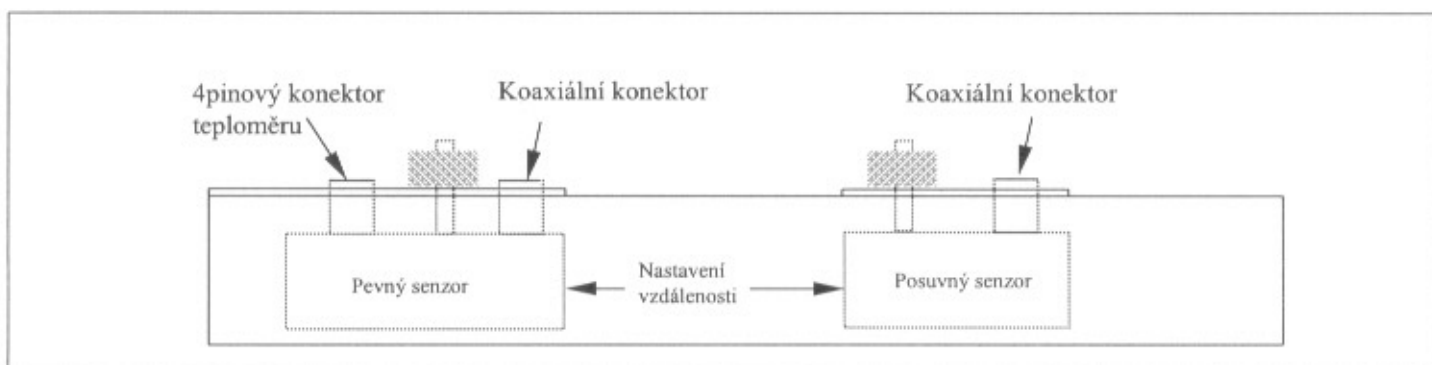 4pinový konektor
teploměru
Koaxiální konektor
Koaxiální konektor
Pevný senzor
Nastavení
vzdálenosti
Posuvný senzor